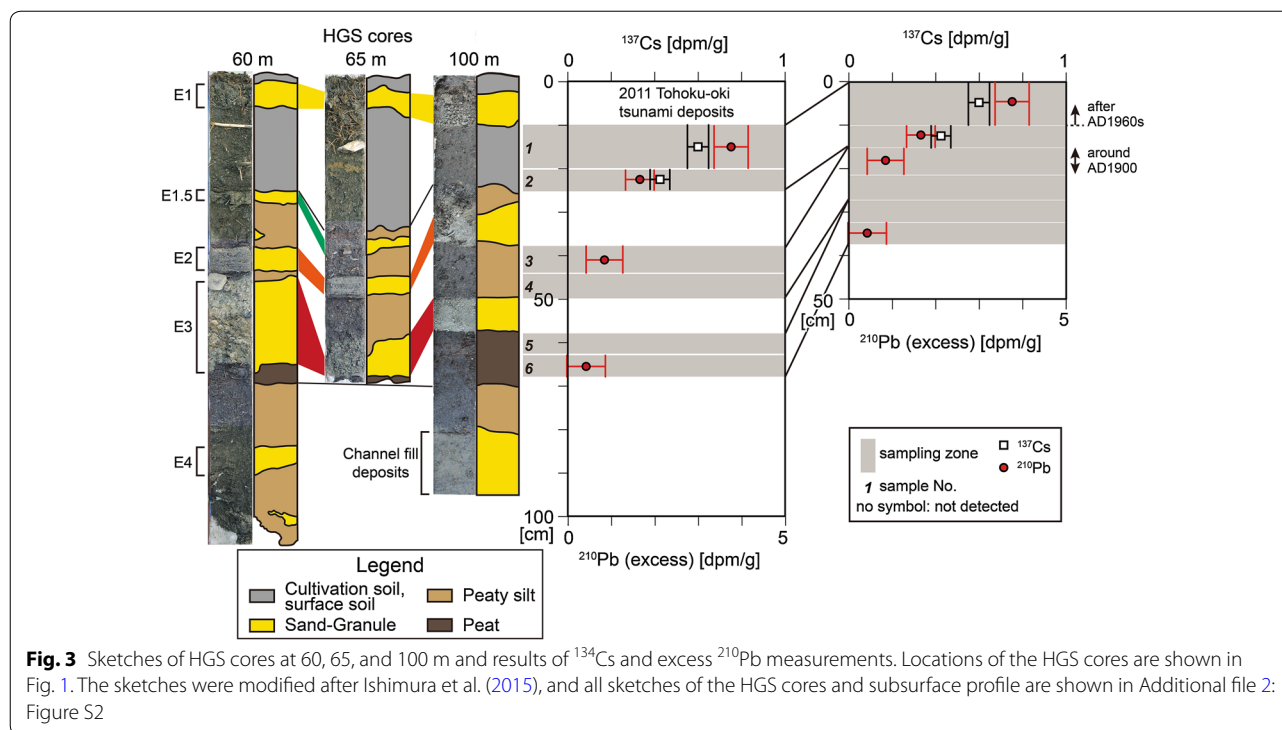 HGS cores
60 m 65 m 100 m
E1
E1.5
E2
E3
E4
Channel fill
deposits
Legend
Cultivation soil,
surface soil
Peaty silt
Sand-Granule
Peat
¹³⁷Cs [dpm/g]
0 1
0
2011 Tohoku-oki
tsunami deposits
1
2
3
4
50
5
6
100
[cm]
0 5
²¹⁰Pb (excess) [dpm/g]
¹³⁷Cs [dpm/g]
0 1
0
after
AD1960s
around
AD1900
50
[cm]
0 5
²¹⁰Pb (excess) [dpm/g]
sampling zone
¹³⁷Cs
²¹⁰Pb
1 sample No.
no symbol: not detected
Fig. 3 Sketches of HGS cores at 60, 65, and 100 m and results of ¹³⁴Cs and excess ²¹⁰Pb measurements. Locations of the HGS cores are shown in
Fig. 1. The sketches were modified after Ishimura et al. (2015), and all sketches of the HGS cores and subsurface profile are shown in Additional file 2:
Figure S2